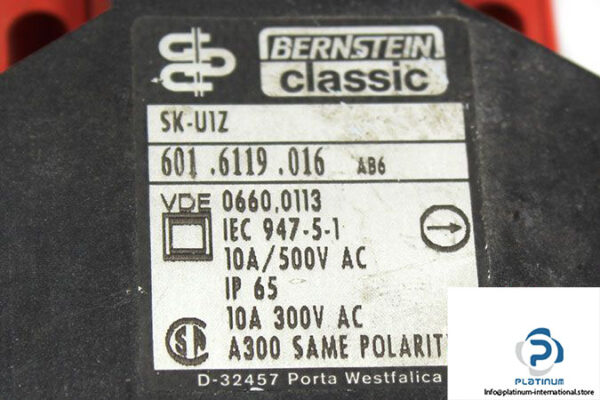 BERNSTEIN
classic
SK-U1Z
601.6119.016 AB6
VDE 0660,0113
IEC 947-5-1
10A/500V AC
IP 65
10A 300V AC
A300 SAME POLARIT
D-32457 Porta Westfalica
PLATINUM
info@platinum-international.store